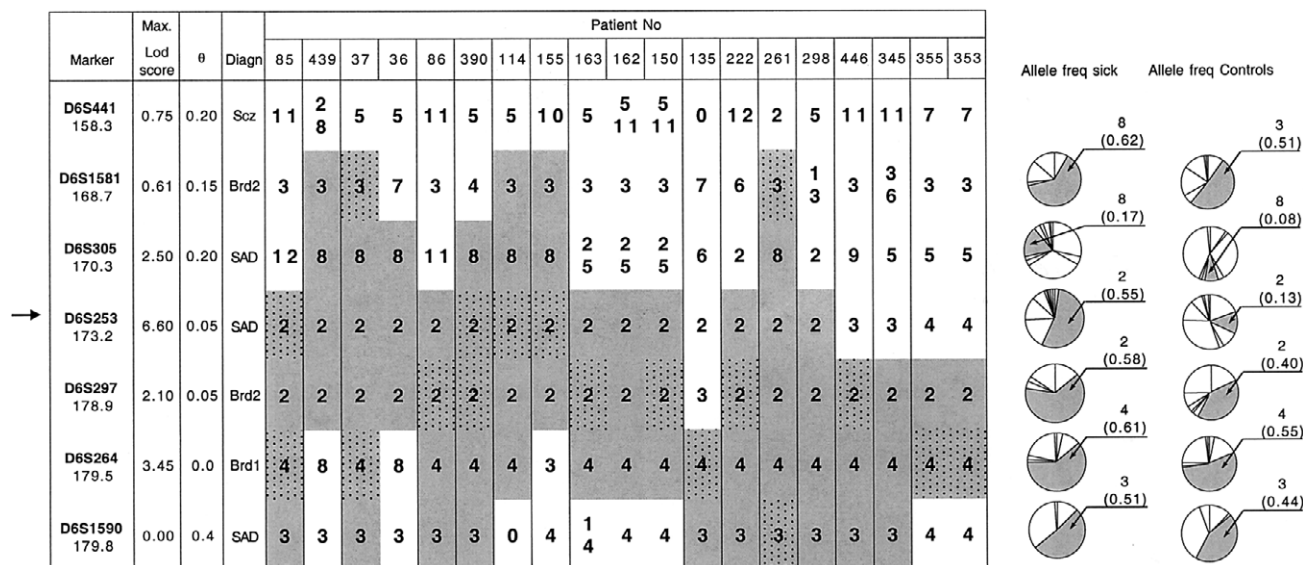 Marker Max. Lod score θ Diagn Patient No
85 439 37 36 86 390 114 155 163 162 150 135 222 261 298 446 345 355 353
Allele freq sick Allele freq Controls
D6S441 158.3 0.75 0.20 Scz 11 2 8 5 5 11 5 5 10 5 5 11 5 11 0 12 2 5 11 11 7 7
D6S1581 168.7 0.61 0.15 Brd2 3 3 3 7 3 4 3 3 3 3 3 7 6 3 1 3 3 3 6 3 3
D6S305 170.3 2.50 0.20 SAD 12 8 8 8 11 8 8 8 2 5 2 5 2 5 6 2 8 2 9 5 5 5
D6S253 173.2 6.60 0.05 SAD 2 2 2 2 2 2 2 2 2 2 2 2 2 2 2 3 3 4 4
D6S297 178.9 2.10 0.05 Brd2 2 2 2 2 2 2 2 2 2 2 2 3 2 2 2 2 2 2 2
D6S264 179.5 3.45 0.0 Brd1 4 8 4 8 4 4 4 3 4 4 4 4 4 4 4 4 4 4 4
D6S1590 179.8 0.00 0.4 SAD 3 3 3 3 3 3 0 4 1 4 4 4 3 3 3 3 3 3 4 4
8 (0.62) 3 (0.51)
8 (0.17) 8 (0.08)
2 (0.55) 2 (0.13)
2 (0.58) 2 (0.40)
4 (0.61) 4 (0.55)
3 (0.51) 3 (0.44)